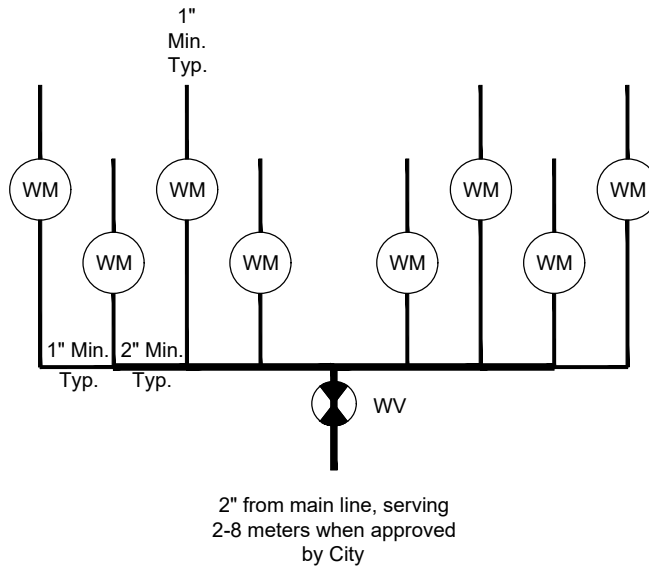 1"
Min.
Typ.
WM
WM
WM
WM
WM
WM
WM
WM
1" Min.
Typ.
2" Min.
Typ.
WV
2" from main line, serving
2-8 meters when approved
by City